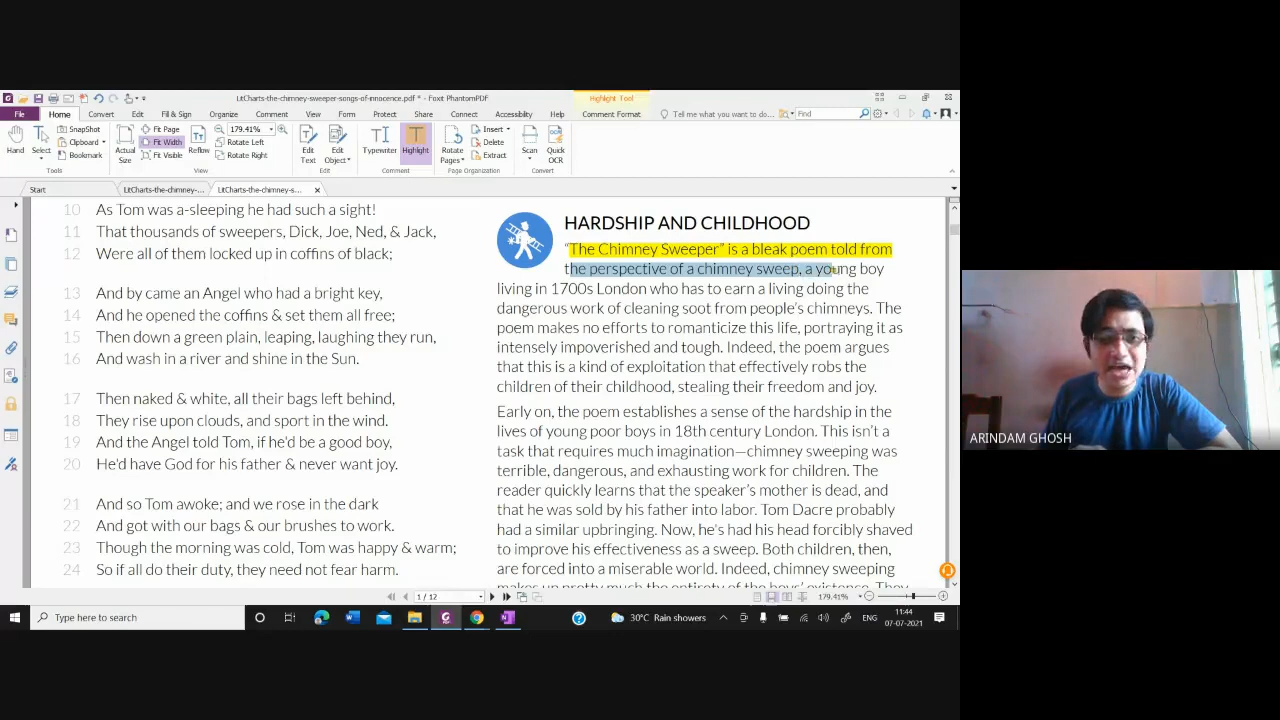 LitCharts-the-chimney-sweeper-songs-of-innocence.pdf * - Foxit PhantomPDF
Highlight Tool
File Home Convert Edit Organize Comment View Form Protect Share Connect Accessibility Help Comment Format Tell me what you want to do... Find
Hand
Select
SnapShot
Clipboard
Bookmark
Tools
Actual Size
Fit Page
Fit Width
Fit Visible
Reflow
179.41%
Rotate Left
Rotate Right
View
Edit Text
Edit Object
Edit
Typewriter
Highlight
Comment
Rotate Pages
Insert
Delete
Extract
Page Organization
Scan
Quick OCR
Convert
Start
LitCharts-the-chimney-...
LitCharts-the-chimney-s...
10 As Tom was a-sleeping he had such a sight!
11 That thousands of sweepers, Dick, Joe, Ned, & Jack,
12 Were all of them locked up in coffins of black;
13 And by came an Angel who had a bright key,
14 And he opened the coffins & set them all free;
15 Then down a green plain, leaping, laughing they run,
16 And wash in a river and shine in the Sun.
17 Then naked & white, all their bags left behind,
18 They rise upon clouds, and sport in the wind.
19 And the Angel told Tom, if he'd be a good boy,
20 He'd have God for his father & never want joy.
21 And so Tom awoke; and we rose in the dark
22 And got with our bags & our brushes to work.
23 Though the morning was cold, Tom was happy & warm;
24 So if all do their duty, they need not fear harm.
HARDSHIP AND CHILDHOOD
“The Chimney Sweeper” is a bleak poem told from
the perspective of a chimney sweep, a young boy
living in 1700s London who has to earn a living doing the
dangerous work of cleaning soot from people's chimneys. The
poem makes no efforts to romanticize this life, portraying it as
intensely impoverished and tough. Indeed, the poem argues
that this is a kind of exploitation that effectively robs the
children of their childhood, stealing their freedom and joy.
Early on, the poem establishes a sense of the hardship in the
lives of young poor boys in 18th century London. This isn't a
task that requires much imagination—chimney sweeping was
terrible, dangerous, and exhausting work for children. The
reader quickly learns that the speaker's mother is dead, and
that he was sold by his father into labor. Tom Dacre probably
had a similar upbringing. Now, he's had his head forcibly shaved
to improve his effectiveness as a sweep. Both children, then,
are forced into a miserable world. Indeed, chimney sweeping
makes up pretty much the entirety of the boys' existence. They
1 / 12
179.41%
Type here to search
30°C Rain showers
ENG
11:44
07-07-2021
ARINDAM GHOSH